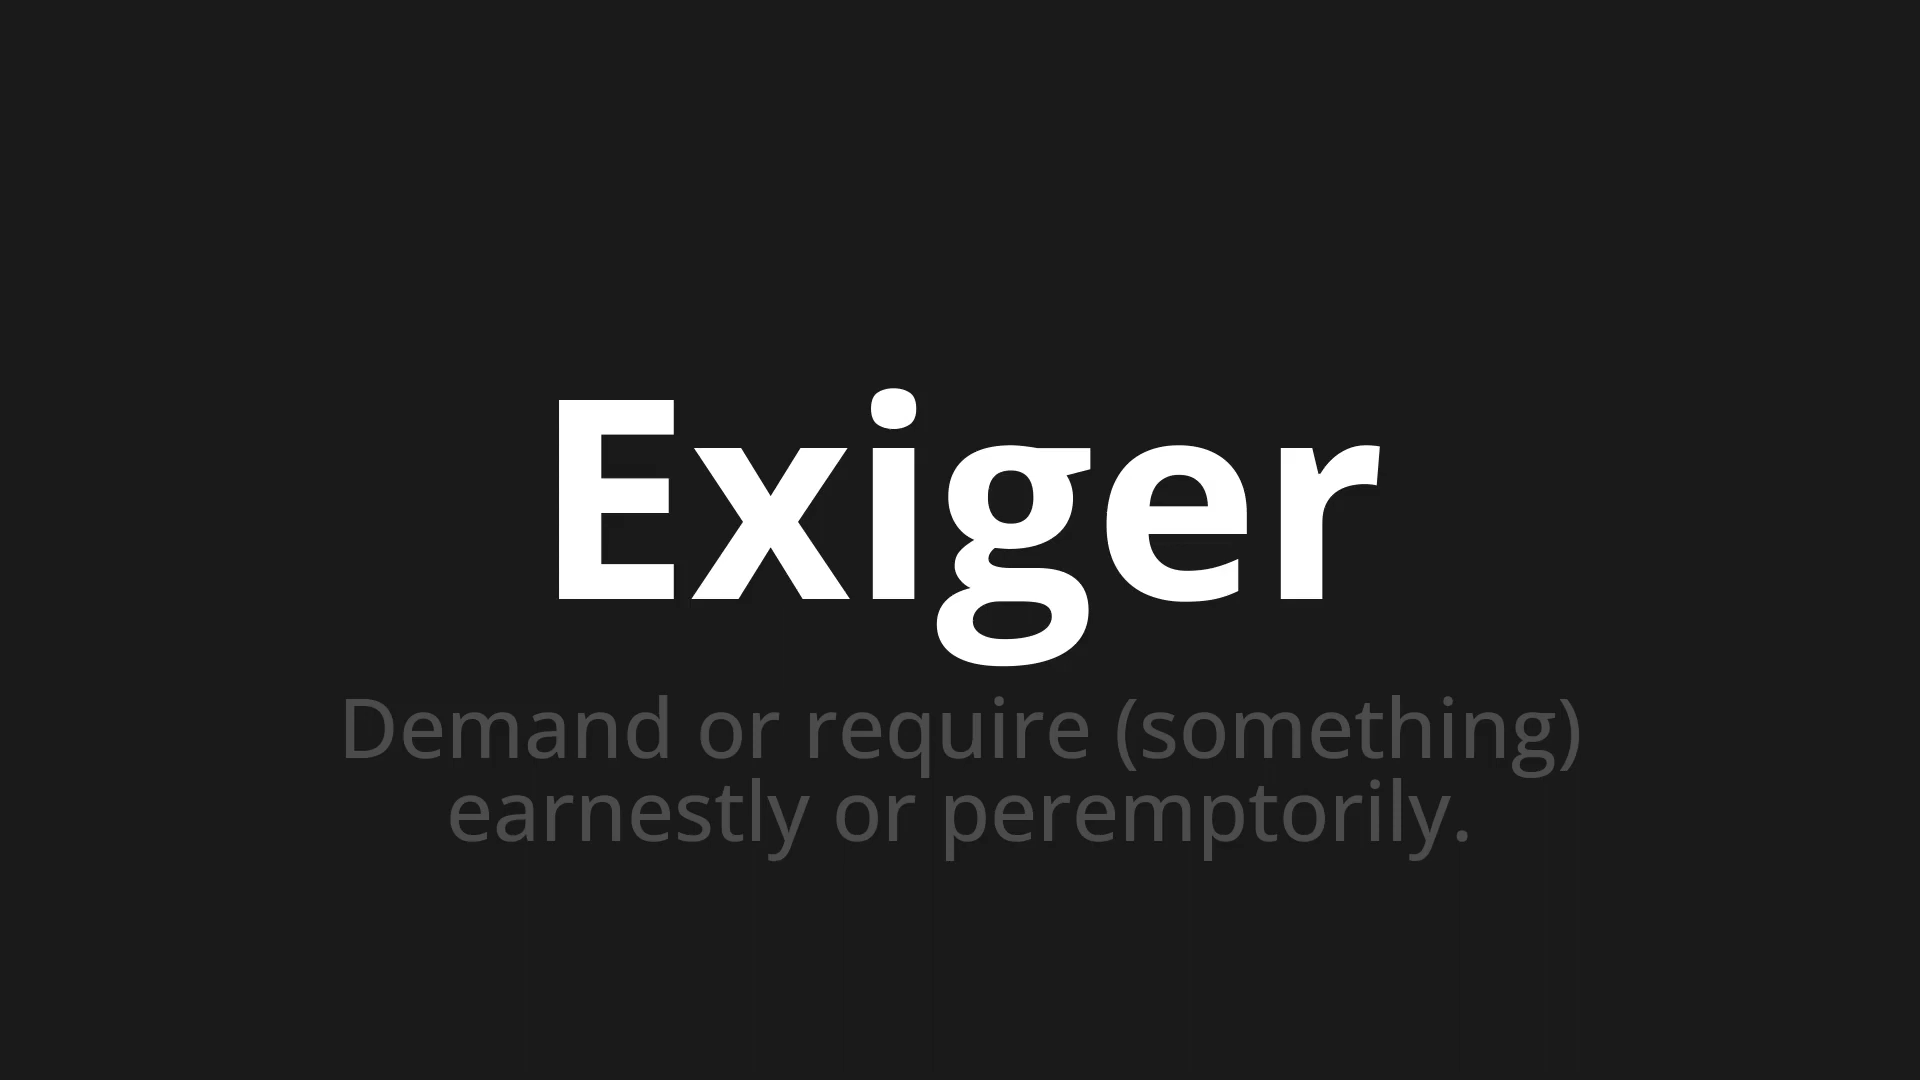 Exiger
Demand or require (something)
earnestly or peremptorily.